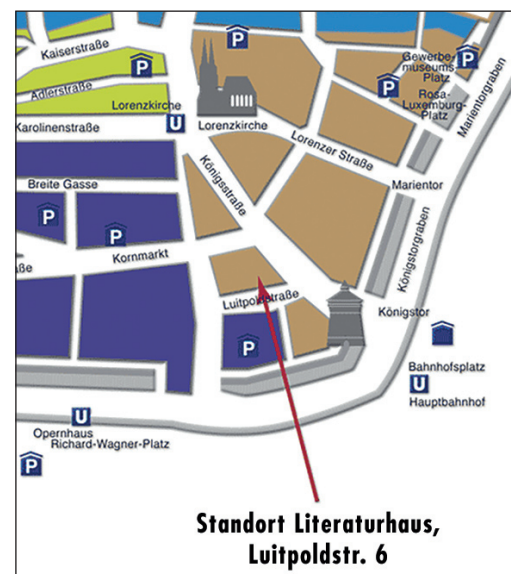 Kaiserstraße
P
P
P
P
Gewerbe-
museums-
Platz
Adlerstraße
Rosa-
Luxemburg-
Platz
Marientorgraben
Lorenzkirche
U
Karolinenstraße
Lorenzkirche
Lorenzer Straße
Breite Gasse
Königsstraße
Marientor
P
P
Kornmarkt
Königstorgraben
aße
Luitpoldstraße
Königstor
P
Bahnhofsplatz
U
Hauptbahnhof
U
Opernhaus
Richard-Wagner-Platz
P
Standort Literaturhaus,
Luitpoldstr. 6